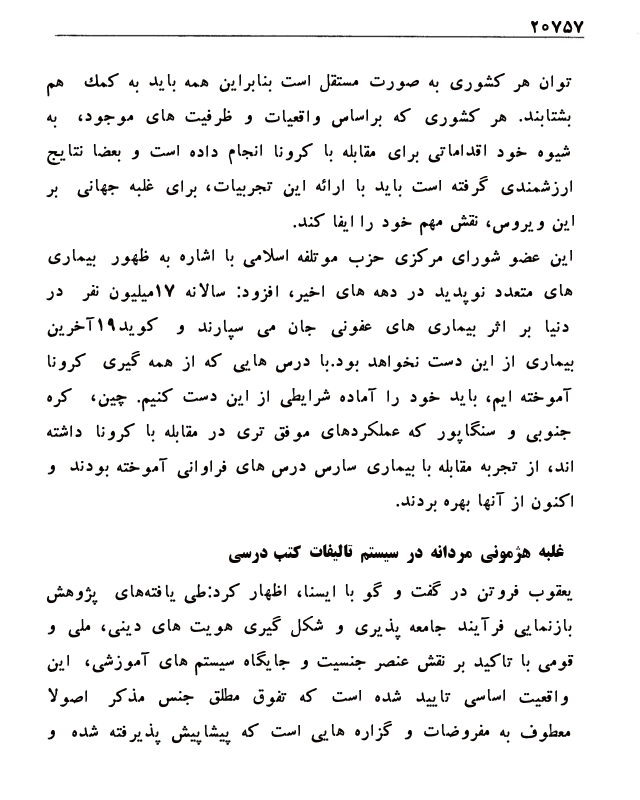 ۲۰۷۵۷
توان هر کشوری به صورت مستقل است بنابراین همه باید به کمك هم
بشتابند. هر کشوری که براساس واقعیات و ظرفیت های موجود، به
شیوه خود اقداماتی برای مقابله با کرونا انجام داده است و بعضا نتایج
ارزشمندی گرفته است باید با ارائه این تجربیات، برای غلبه جهانی بر
این ویروس، نقش مهم خود را ایفا کند.
این عضو شورای مرکزی حزب موتلفه اسلامی با اشاره به ظهور بیماری
های متعدد نوپدید در دهه های اخیر، افزود: سالانه ۱۷میلیون نفر در
دنیا بر اثر بیماری های عفونی جان می سپارند و کوید۱۹آخرین
بیماری از این دست نخواهد بود.با درس هایی که از همه گیری کرونا
آموخته ایم، باید خود را آماده شرایطی از این دست کنیم. چین، کره
جنوبی و سنگاپور که عملکردهای موفق تری در مقابله با کرونا داشته
اند، از تجربه مقابله با بیماری سارس درس های فراوانی آموخته بودند و
اکنون از آنها بهره بردند.
غلبه هژمونی مردانه در سیستم تالیفات کتب درسی
یعقوب فروتن در گفت و گو با ایسنا، اظهار کرد:طی یافته‌های پژوهش
بازنمایی فرآیند جامعه پذیری و شکل گیری هویت های دینی، ملی و
قومی با تاکید بر نقش عنصر جنسیت و جایگاه سیستم های آموزشی، این
واقعیت اساسی تایید شده است که تفوق مطلق جنس مذکر اصولا
معطوف به مفروضات و گزاره هایی است که پیشاپیش پذیرفته شده و